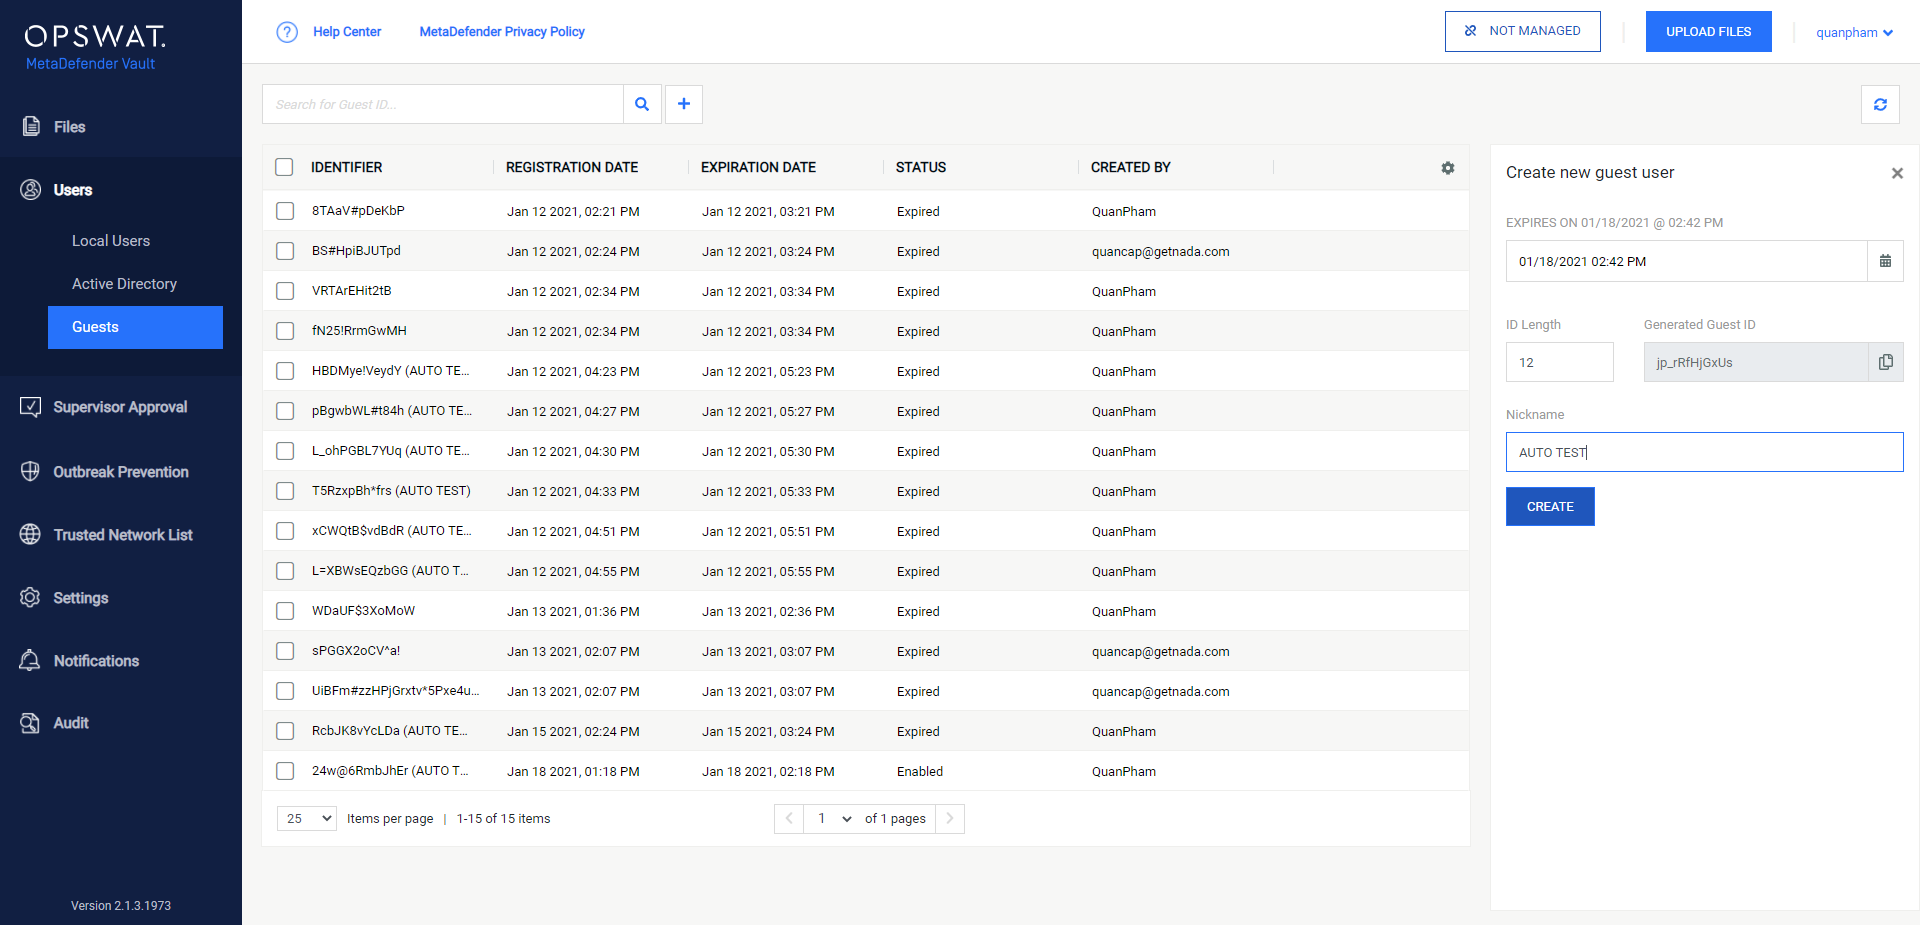 OPSWAT.
MetaDefender Vault
Files
Users
Local Users
Active Directory
Guests
Supervisor Approval
Outbreak Prevention
Trusted Network List
Settings
Notifications
Audit
Version 2.1.3.1973
? Help Center MetaDefender Privacy Policy NOT MANAGED UPLOAD FILES quanpham
Search for Guest ID...
IDENTIFIER REGISTRATION DATE EXPIRATION DATE STATUS CREATED BY
8TAaV#pDeKbP Jan 12 2021, 02:21 PM Jan 12 2021, 03:21 PM Expired QuanPham
BS#HpiBJUTpd Jan 12 2021, 02:24 PM Jan 12 2021, 03:24 PM Expired quancap@getnada.com
VRTArEHit2tB Jan 12 2021, 02:34 PM Jan 12 2021, 03:34 PM Expired QuanPham
fN25!RrmGwMH Jan 12 2021, 02:34 PM Jan 12 2021, 03:34 PM Expired QuanPham
HBDMye!VeydY (AUTO TE... Jan 12 2021, 04:23 PM Jan 12 2021, 05:23 PM Expired QuanPham
pBgwbWL#t84h (AUTO TE... Jan 12 2021, 04:27 PM Jan 12 2021, 05:27 PM Expired QuanPham
L_ohPGBL7YUq (AUTO TE... Jan 12 2021, 04:30 PM Jan 12 2021, 05:30 PM Expired QuanPham
T5RzxpBh*frs (AUTO TEST) Jan 12 2021, 04:33 PM Jan 12 2021, 05:33 PM Expired QuanPham
xCWQtB$vdBdR (AUTO TE... Jan 12 2021, 04:51 PM Jan 12 2021, 05:51 PM Expired QuanPham
L=XBWsEQzbGG (AUTO T... Jan 12 2021, 04:55 PM Jan 12 2021, 05:55 PM Expired QuanPham
WDaUF$3XoMoW Jan 13 2021, 01:36 PM Jan 13 2021, 02:36 PM Expired QuanPham
sPGGX2oCV^a! Jan 13 2021, 02:07 PM Jan 13 2021, 03:07 PM Expired quancap@getnada.com
UiBFm#zzHPjGrxtv*5Pxe4u... Jan 13 2021, 02:07 PM Jan 13 2021, 03:07 PM Expired quancap@getnada.com
RcbJK8vYcLDa (AUTO TE... Jan 15 2021, 02:24 PM Jan 15 2021, 03:24 PM Expired QuanPham
24w@6RmbJhEr (AUTO T... Jan 18 2021, 01:18 PM Jan 18 2021, 02:18 PM Enabled QuanPham
25 Items per page | 1-15 of 15 items 1 of 1 pages
Create new guest user
EXPIRES ON 01/18/2021 @ 02:42 PM
01/18/2021 02:42 PM
ID Length Generated Guest ID
12 jp_rRfHjGxUs
Nickname
AUTO TEST
CREATE